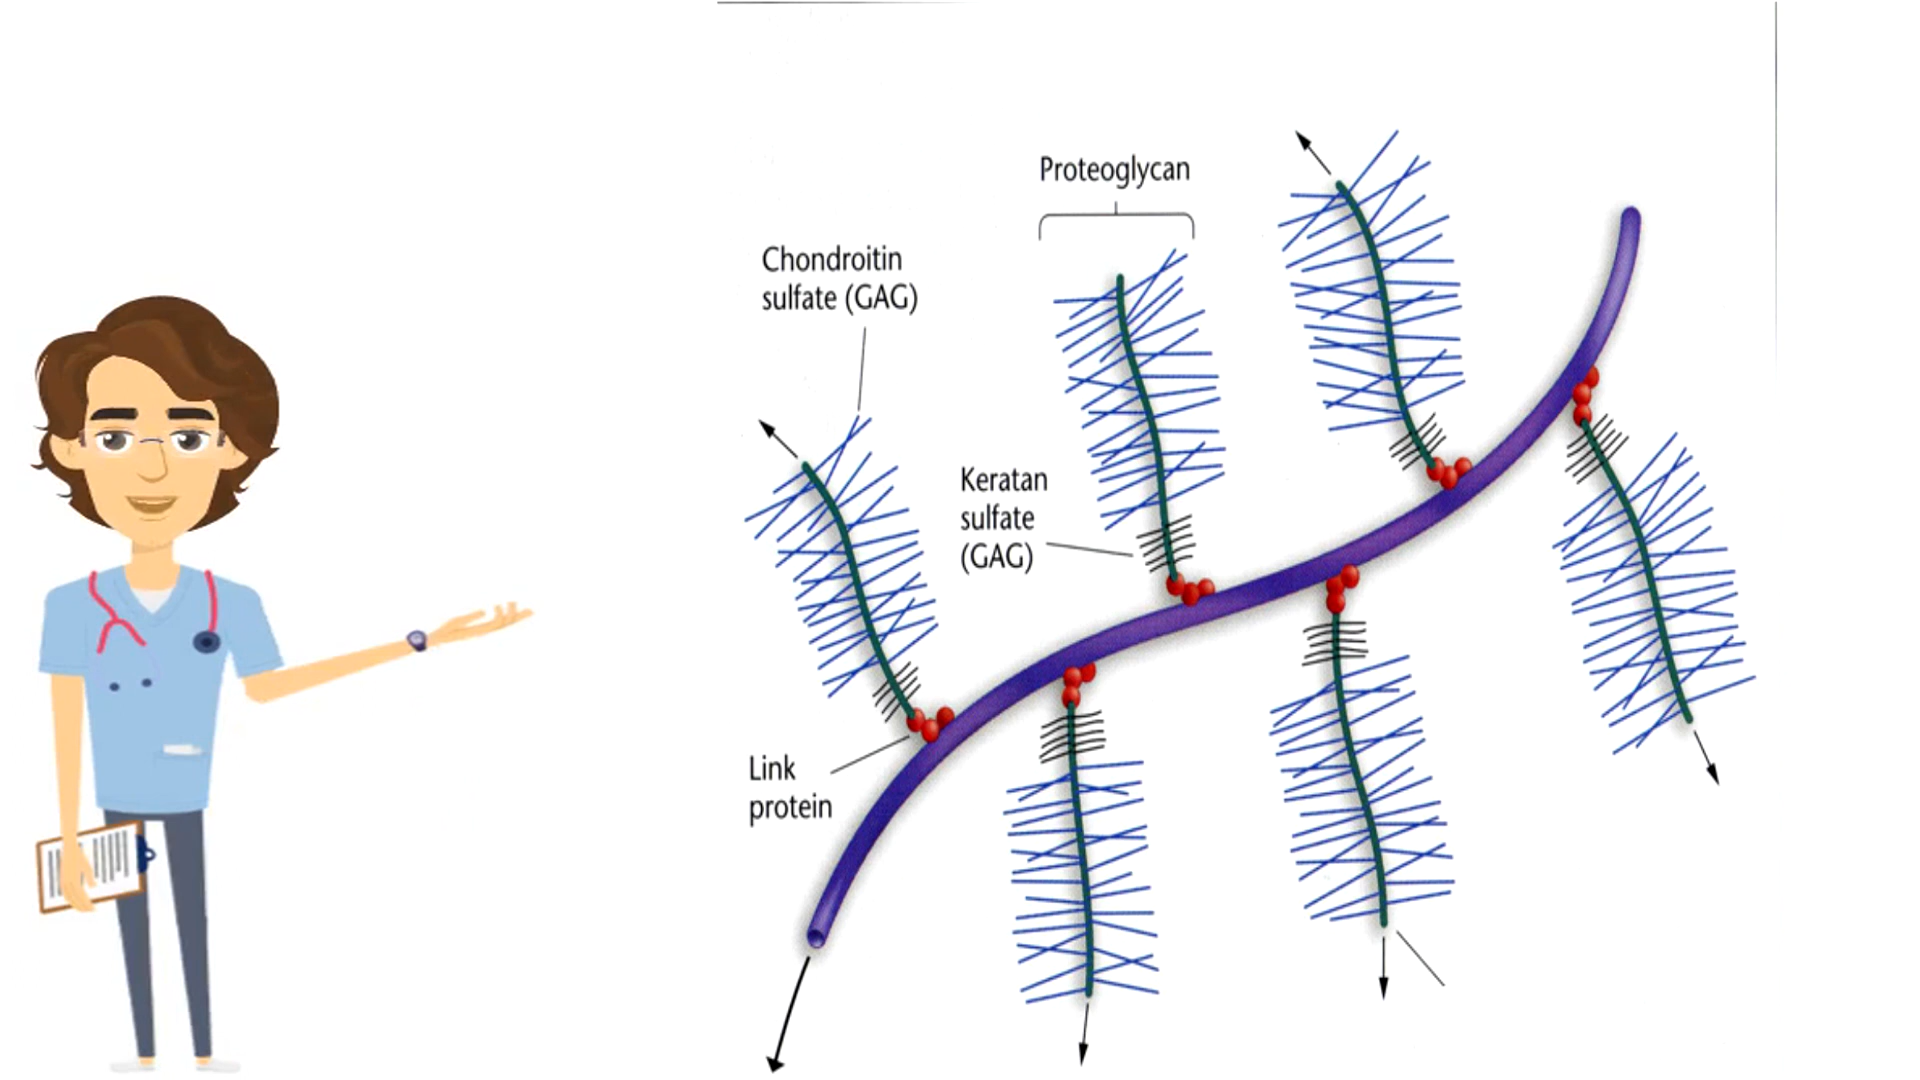 Proteoglycan
Chondroitin
sulfate (GAG)
Keratan
sulfate
(GAG)
Link
protein